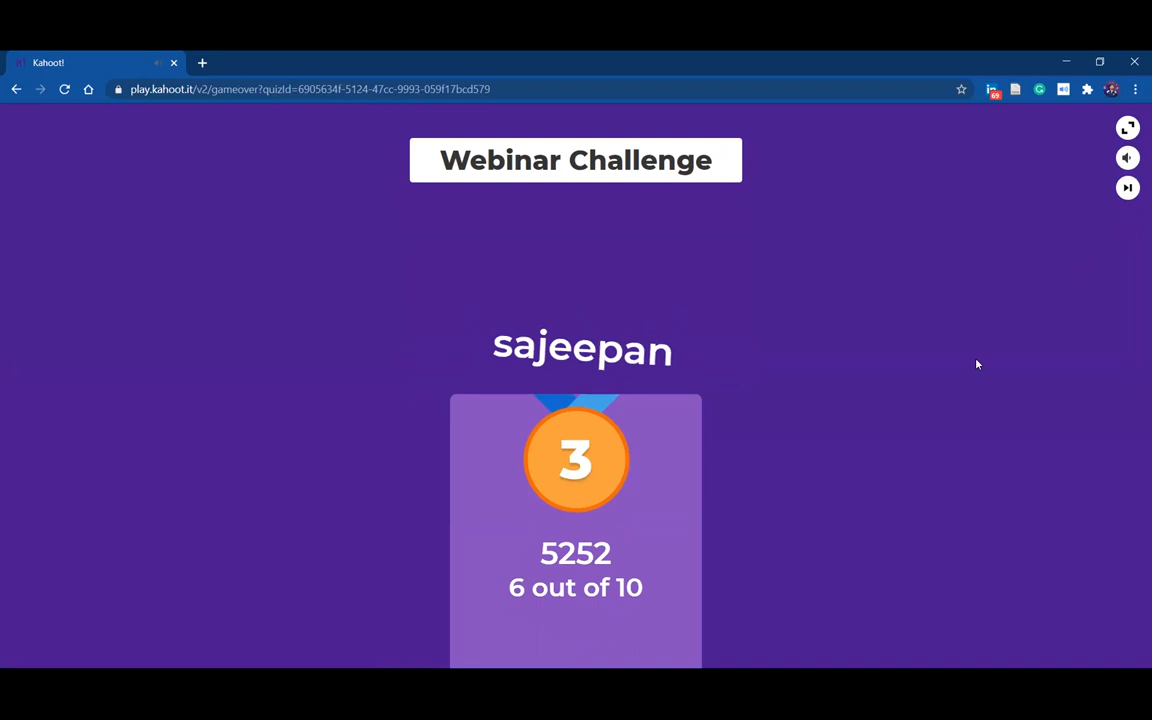 Kahoot!
play.kahoot.it/v2/gameover?quizId=6905634f-5124-47cc-9993-059f17bcd579
69
Webinar Challenge
sajeepan
3
5252
6 out of 10